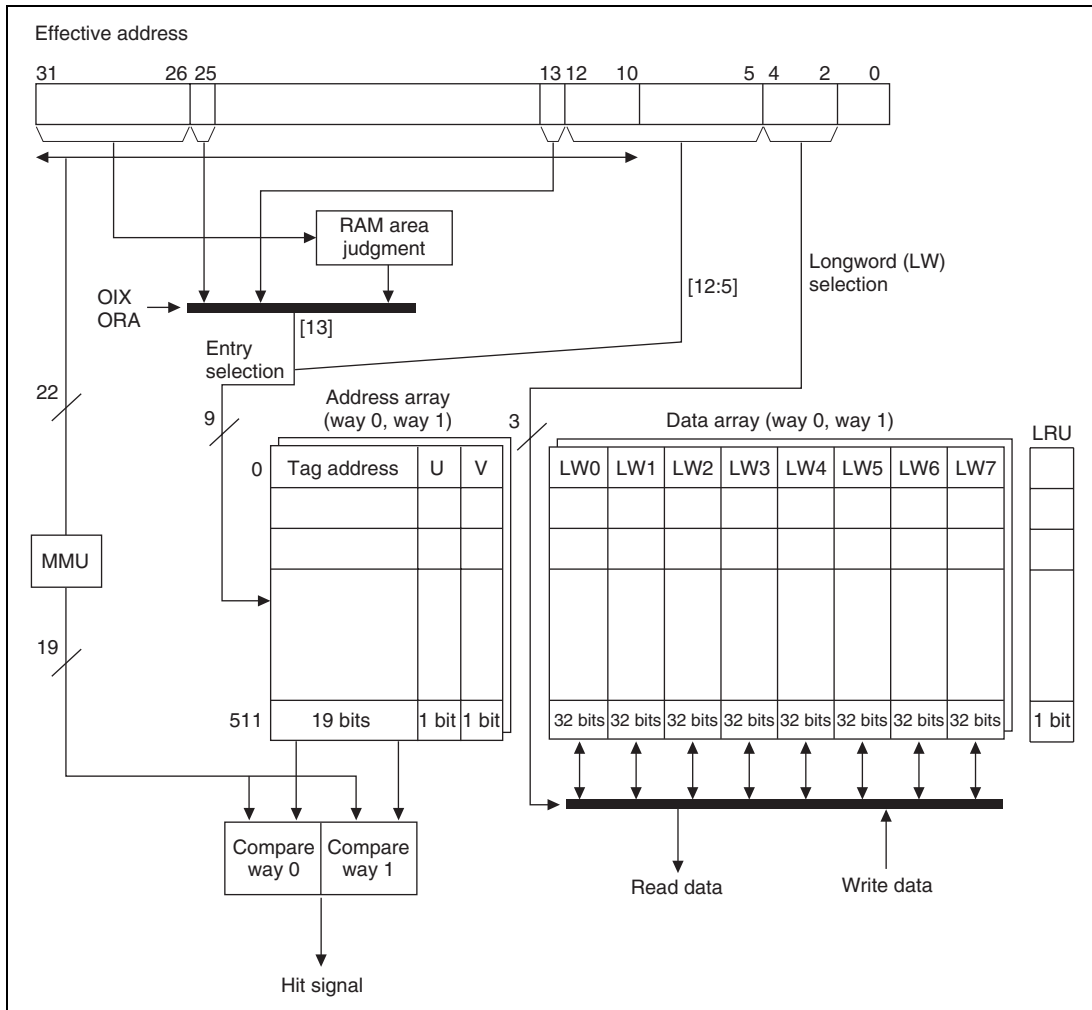 Effective address
31 26 25 13 12 10 5 4 2 0
RAM area
judgment
Longword (LW)
selection
OIX
ORA
[12:5]
[13]
Entry
selection
22
9
3
Address array
(way 0, way 1)
Data array (way 0, way 1)
LRU
0 Tag address U V
LW0 LW1 LW2 LW3 LW4 LW5 LW6 LW7
MMU
19
511 19 bits 1 bit 1 bit
32 bits 32 bits 32 bits 32 bits 32 bits 32 bits 32 bits 32 bits
1 bit
Compare
way 0
Compare
way 1
Read data
Write data
Hit signal